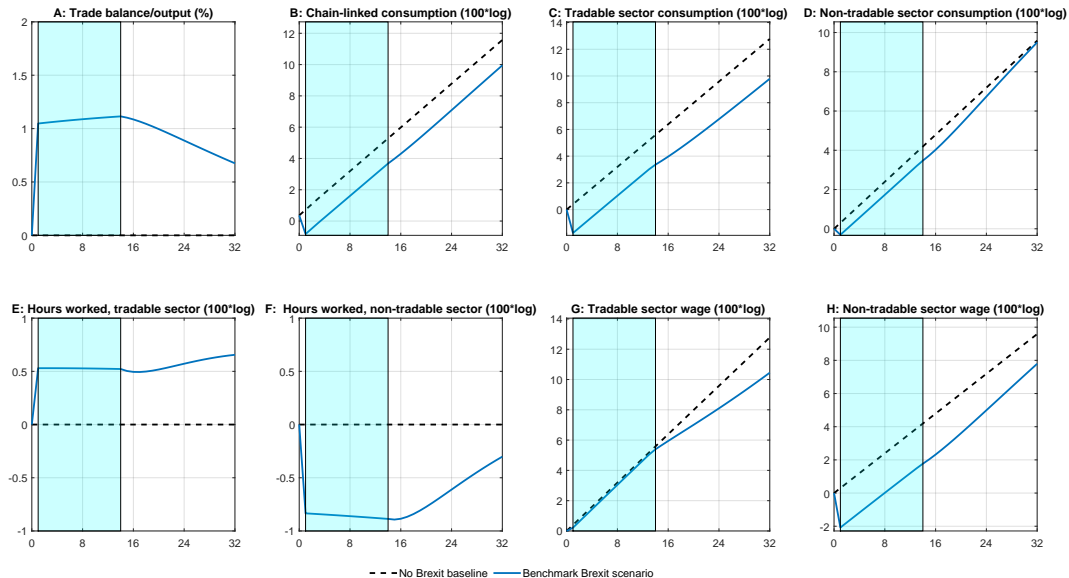 A: Trade balance/output (%)
2
1.5
1
0.5
0
0 8 16 24 32
B: Chain-linked consumption (100*log)
12
10
8
6
4
2
0
0 8 16 24 32
C: Tradable sector consumption (100*log)
14
12
10
8
6
4
2
0
0 8 16 24 32
D: Non-tradable sector consumption (100*log)
10
8
6
4
2
0
0 8 16 24 32
E: Hours worked, tradable sector (100*log)
1
0.5
0
-0.5
-1
0 8 16 24 32
F: Hours worked, non-tradable sector (100*log)
1
0.5
0
-0.5
-1
0 8 16 24 32
G: Tradable sector wage (100*log)
14
12
10
8
6
4
2
0
0 8 16 24 32
H: Non-tradable sector wage (100*log)
10
8
6
4
2
0
-2
0 8 16 24 32
No Brexit baseline
Benchmark Brexit scenario